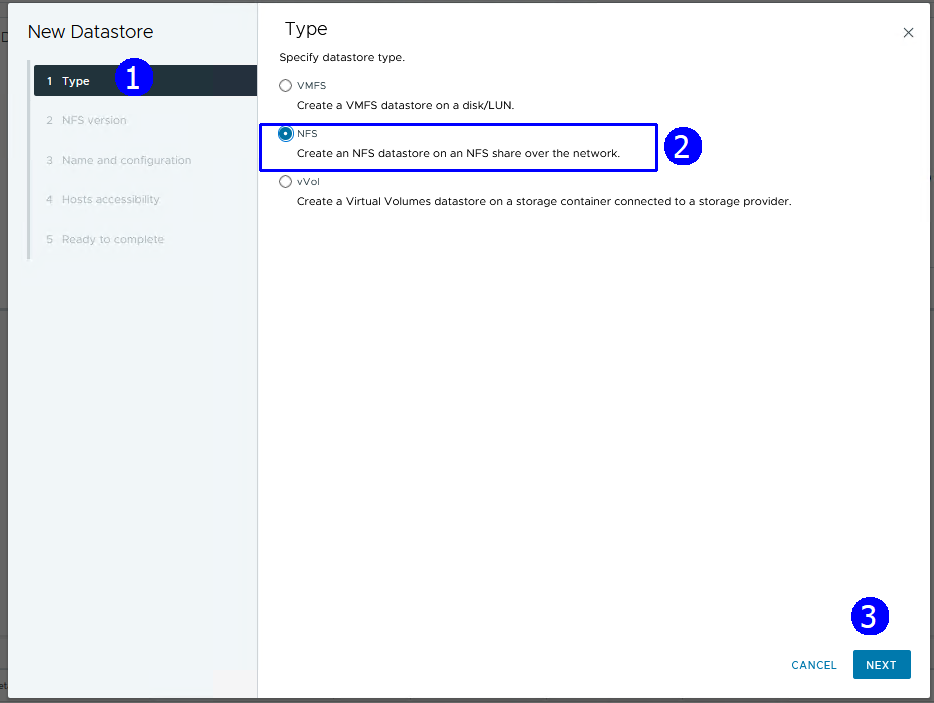 New Datastore
1 Type
1
2 NFS version
3 Name and configuration
4 Hosts accessibility
5 Ready to complete
Type
Specify datastore type.
VMFS
Create a VMFS datastore on a disk/LUN.
NFS
Create an NFS datastore on an NFS share over the network.
2
vVol
Create a Virtual Volumes datastore on a storage container connected to a storage provider.
3
CANCEL
NEXT